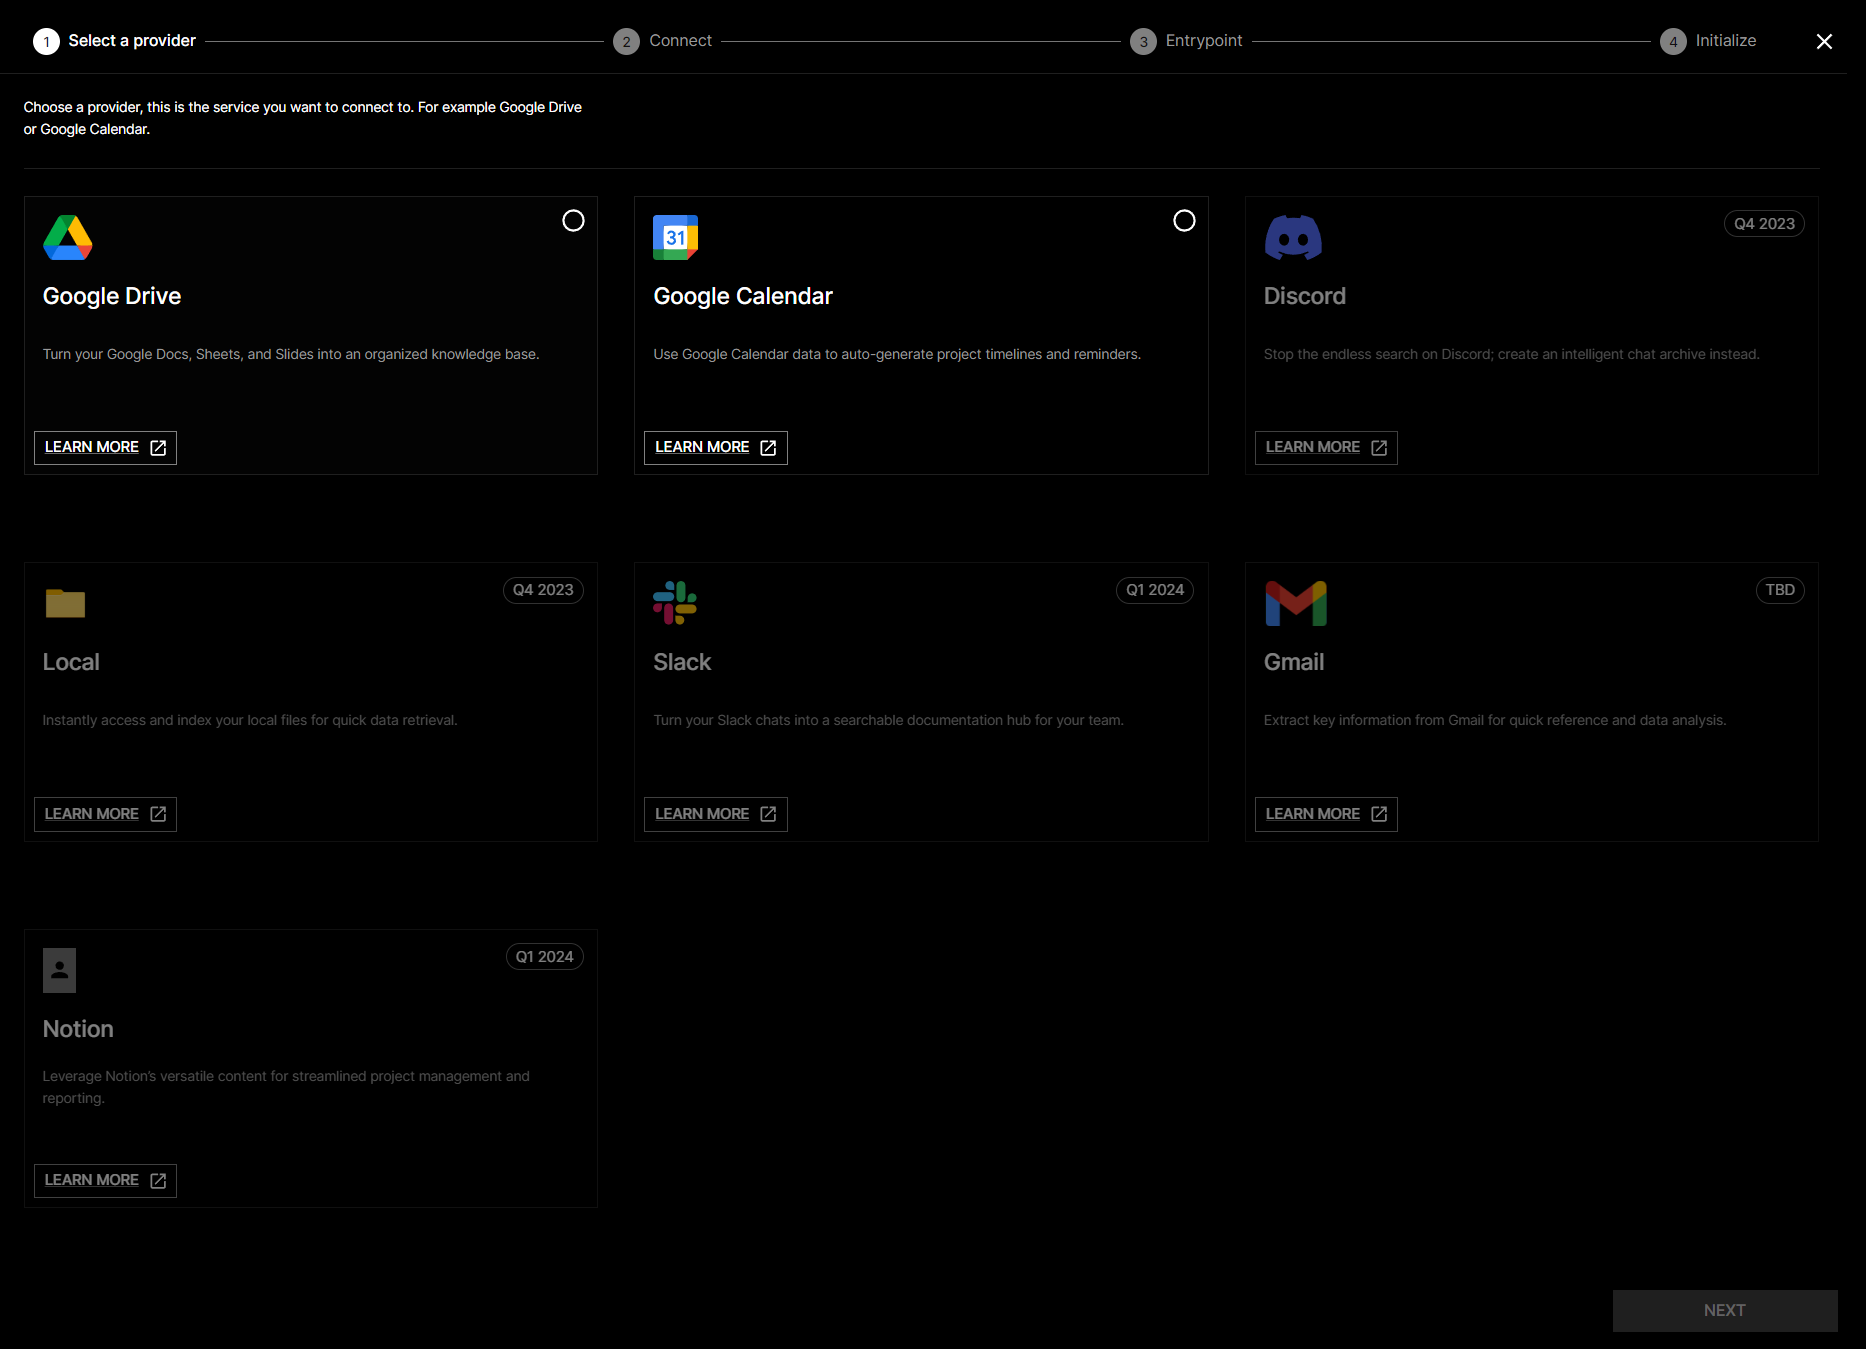 1 Select a provider
2 Connect
3 Entrypoint
4 Initialize
Choose a provider, this is the service you want to connect to. For example Google Drive
or Google Calendar.
Google Drive
Turn your Google Docs, Sheets, and Slides into an organized knowledge base.
LEARN MORE
31
Google Calendar
Use Google Calendar data to auto-generate project timelines and reminders.
LEARN MORE
Q4 2023
Discord
Stop the endless search on Discord; create an intelligent chat archive instead.
LEARN MORE
Q4 2023
Local
Instantly access and index your local files for quick data retrieval.
LEARN MORE
Q1 2024
Slack
Turn your Slack chats into a searchable documentation hub for your team.
LEARN MORE
TBD
Gmail
Extract key information from Gmail for quick reference and data analysis.
LEARN MORE
Q1 2024
Notion
Leverage Notion's versatile content for streamlined project management and
reporting.
LEARN MORE
NEXT